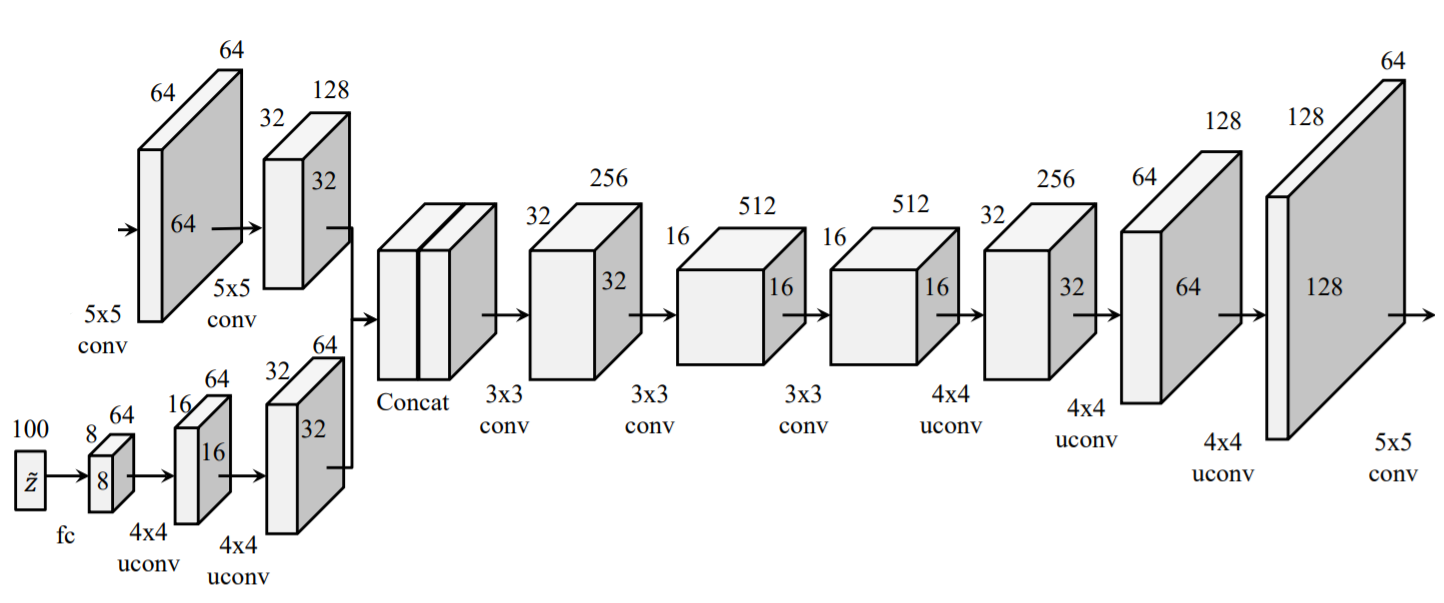 64
64
64
5x5
conv
128
32
32
5x5
conv
100
z̃
fc
64
8
8
4x4
uconv
64
16
16
4x4
uconv
64
32
32
Concat
3x3
conv
256
32
32
3x3
conv
512
16
16
3x3
conv
512
16
16
4x4
uconv
256
32
32
4x4
uconv
128
64
64
4x4
uconv
64
128
128
5x5
conv